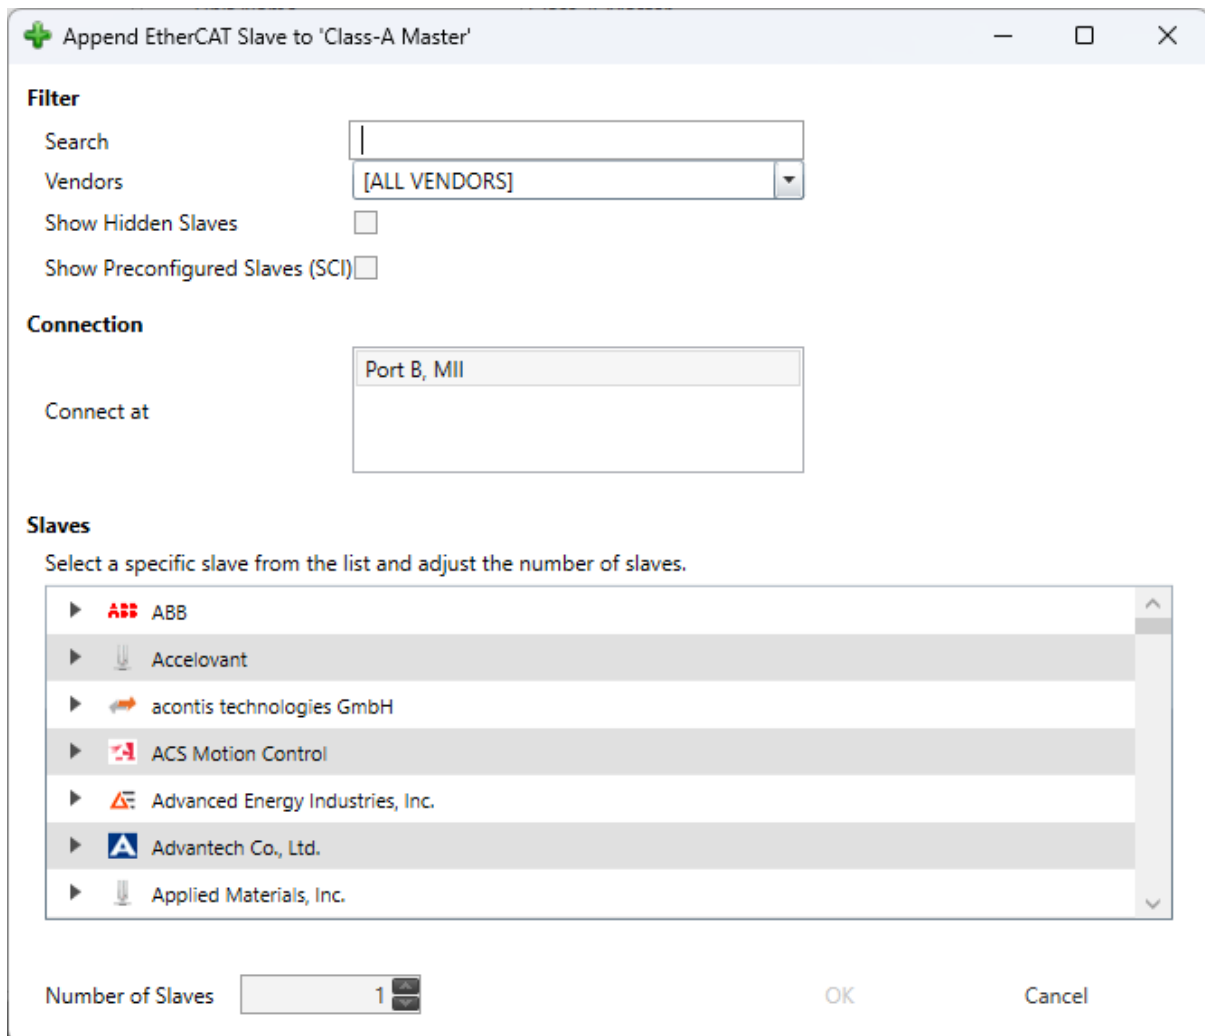 Append EtherCAT Slave to 'Class-A Master'
Filter
Search
Vendors [ALL VENDORS]
Show Hidden Slaves
Show Preconfigured Slaves (SCI)
Connection
Port B, MII
Connect at
Slaves
Select a specific slave from the list and adjust the number of slaves.
ABB ABB
Accelovant
acontis technologies GmbH
ACS Motion Control
Advanced Energy Industries, Inc.
Advantech Co., Ltd.
Applied Materials, Inc.
Number of Slaves 1 OK Cancel